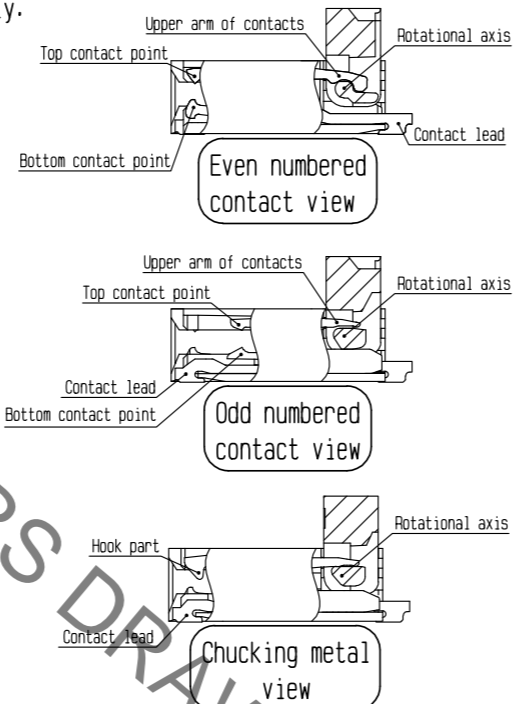 y.
Upper arm of contacts
Rotational axis
Top contact point
Contact lead
Bottom contact point
Even numbered
contact view
Upper arm of contacts
Rotational axis
Top contact point
Contact lead
Bottom contact point
Odd numbered
contact view
Rotational axis
Hook part
Contact lead
Chucking metal
view